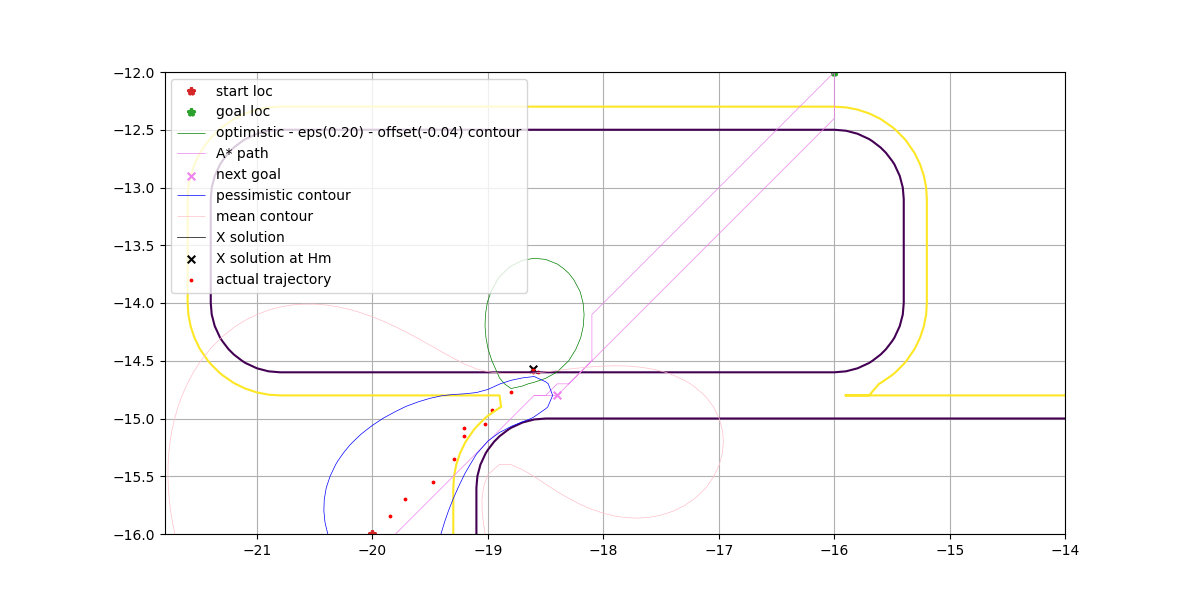 −12.0
−12.5
−13.0
−13.5
−14.0
−14.5
−15.0
−15.5
−16.0
start loc
goal loc
optimistic - eps(0.20) - offset(-0.04) contour
A* path
next goal
pessimistic contour
mean contour
X solution
X solution at Hm
actual trajectory
−21 −20 −19 −18 −17 −16 −15 −14